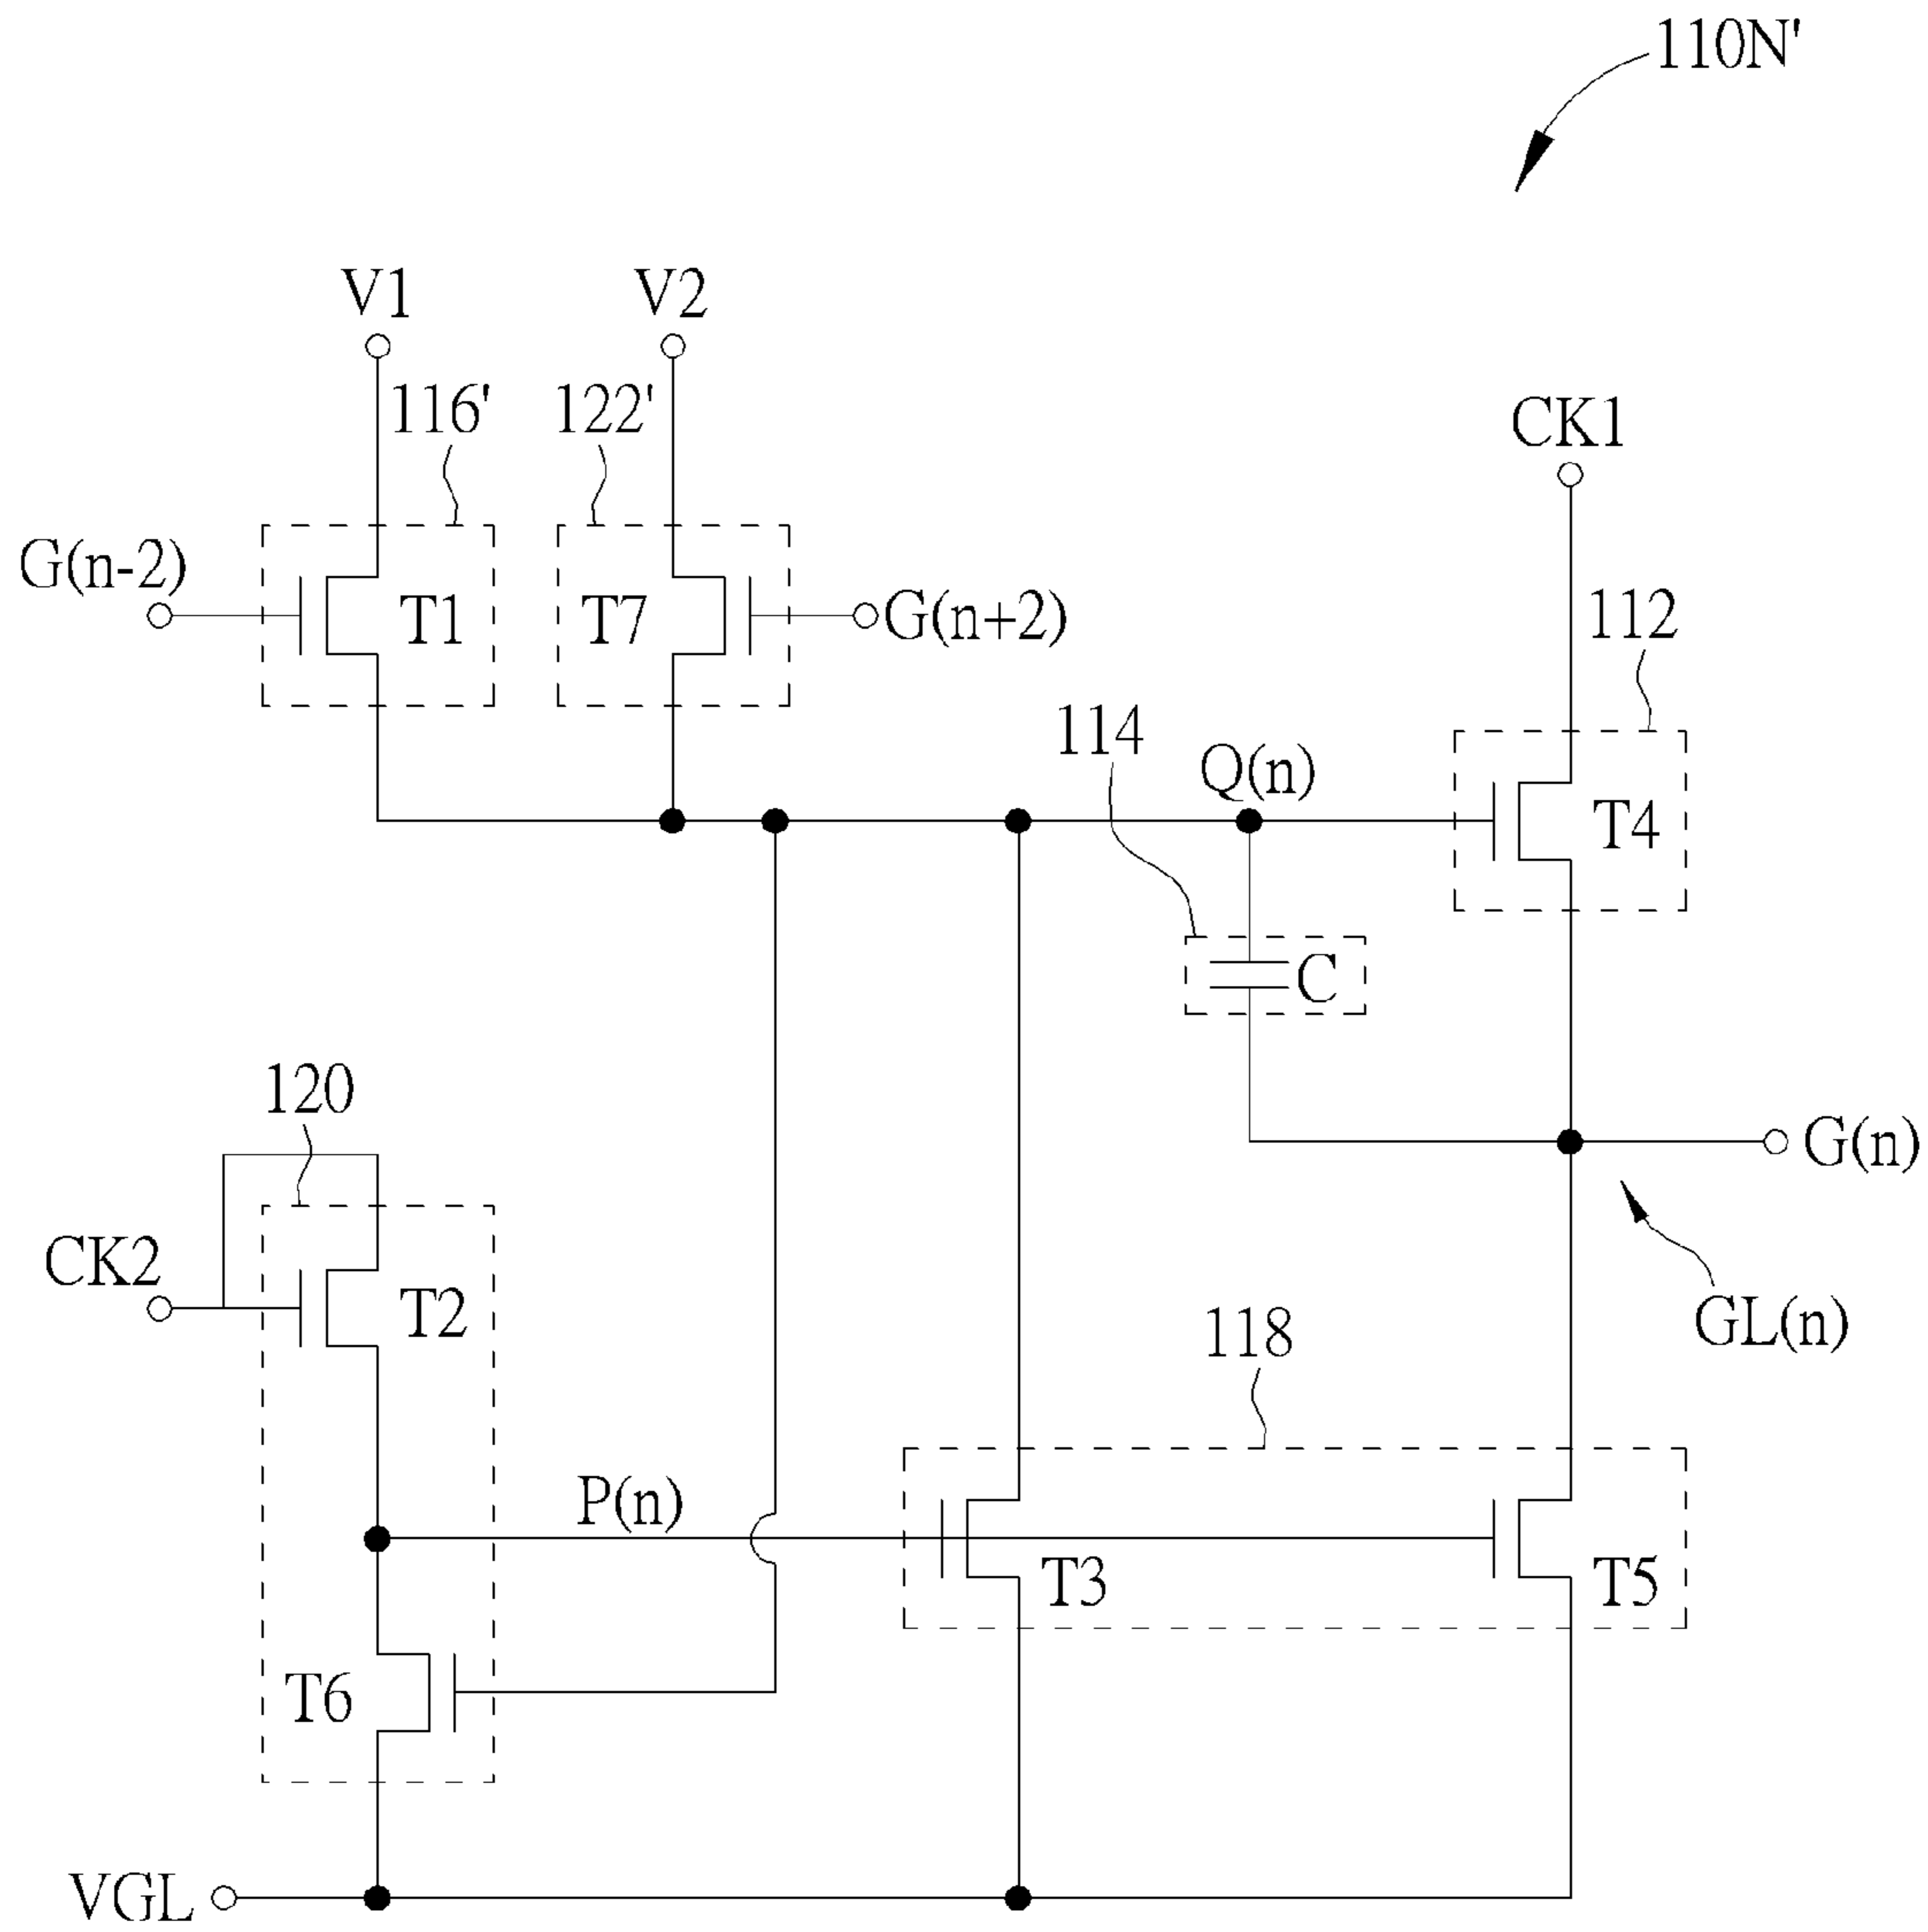 110N'
V1
V2
116'
122'
CK1
G(n-2)
T1
T7
G(n+2)
112
114
Q(n)
T4
C
120
G(n)
CK2
T2
GL(n)
118
P(n)
T3
T5
T6
VGL